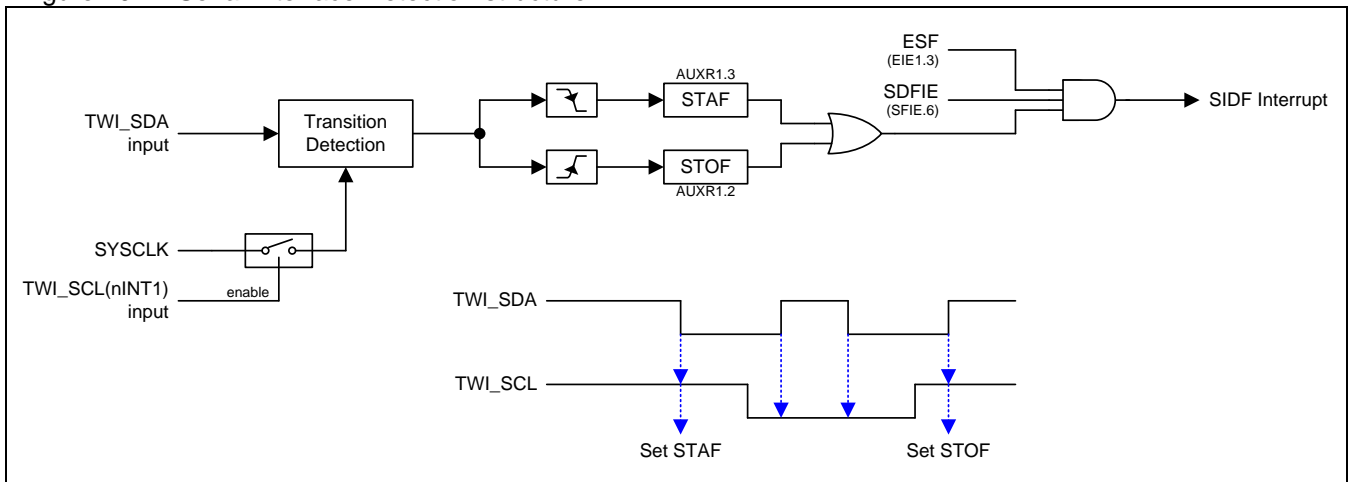 ESF
(EIE1.3)
AUXR1.3
SDFIE
(SFIE.6)
STAF
SIDF Interrupt
TWI_SDA
input
Transition
Detection
STOF
AUXR1.2
SYSCLK
TWI_SCL(nINT1)
input
enable
TWI_SDA
TWI_SCL
Set STAF
Set STOF